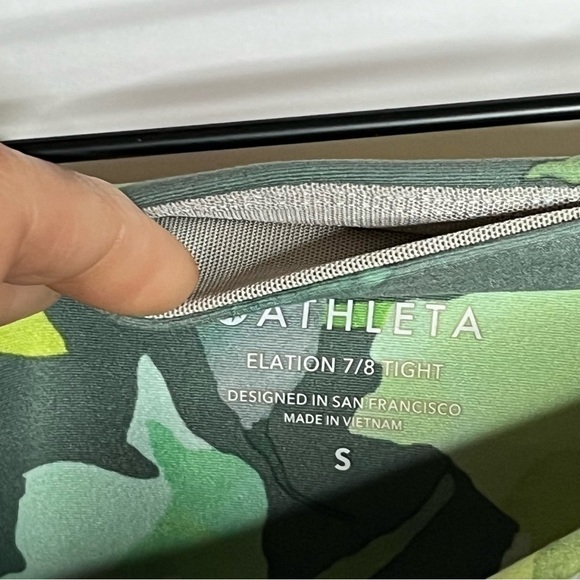 ATHLETA
ELATION 7/8 TIGHT
DESIGNED IN SAN FRANCISCO
MADE IN VIETNAM
S